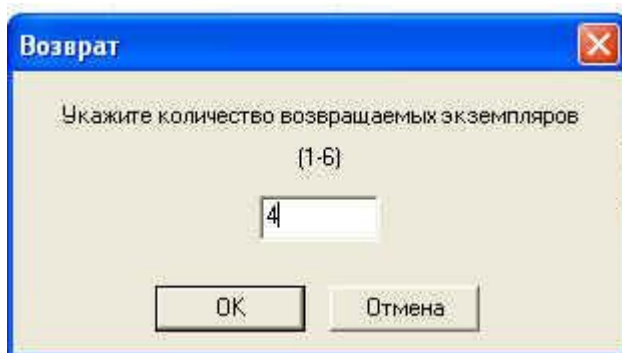 Возврат
Укажите количество возвращаемых экземпляров
(1-6)
4
OK
Отмена